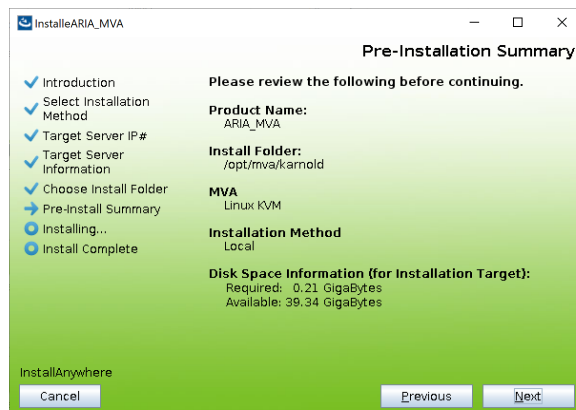 InstalleARIA_MVA
Pre-Installation Summary
Introduction
Select Installation
Method
Target Server IP#
Target Server
Information
Choose Install Folder
Pre-Install Summary
Installing...
Install Complete
Please review the following before continuing.
Product Name:
ARIA_MVA
Install Folder:
/opt/mva/karnold
MVA
Linux KVM
Installation Method
Local
Disk Space Information (for Installation Target):
Required: 0.21 GigaBytes
Available: 39.34 GigaBytes
InstallAnywhere
Cancel
Previous
Next